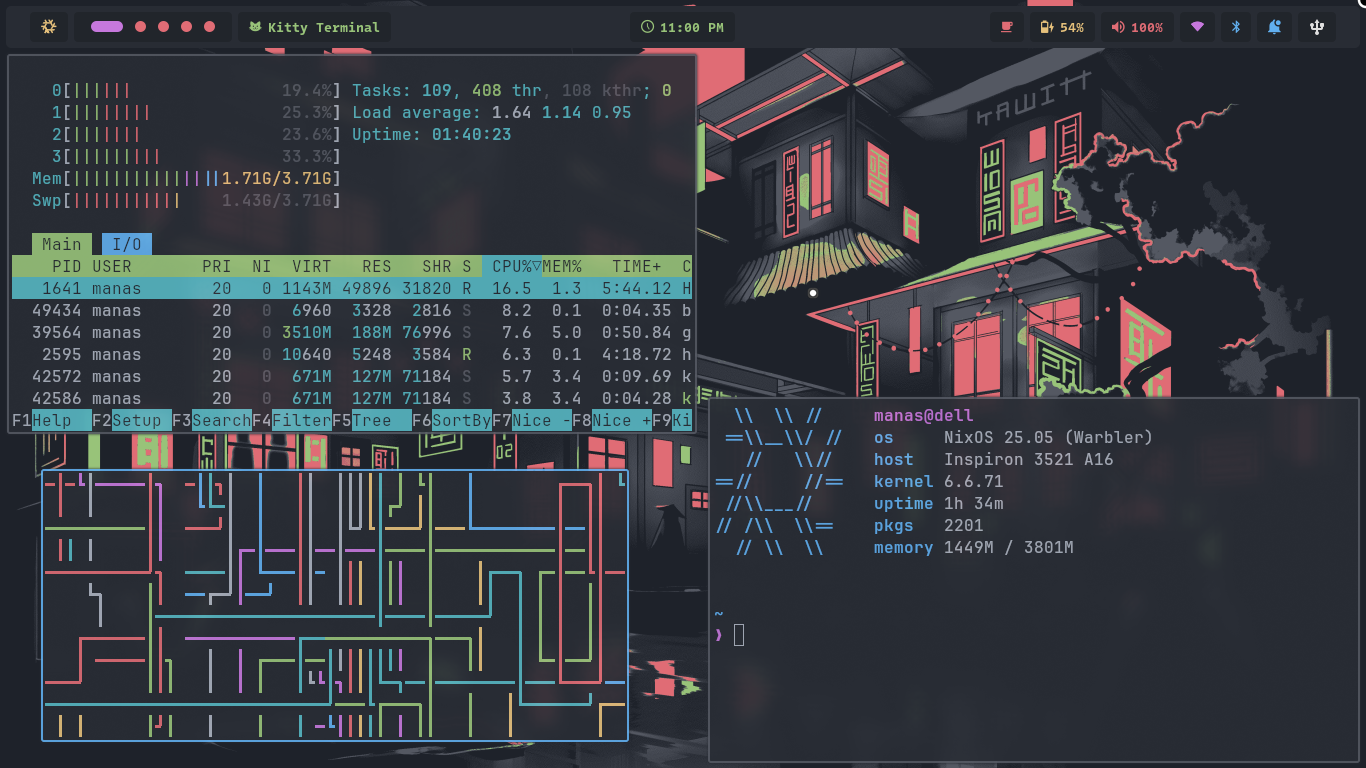 Kitty Terminal
11:00 PM
54%
100%
0[|||||| 19.4%] Tasks: 109, 408 thr, 108 kthr; 0
1[|||||||| 25.3%] Load average: 1.64 1.14 0.95
2[||||||| 23.6%] Uptime: 01:40:23
3[||||||||| 33.3%]
Mem[|||||||||||||||1.71G/3.71G]
Swp[||||||||||| 1.43G/3.71G]
Main I/O
PID USER PRI NI VIRT RES SHR S CPU%▽MEM% TIME+ C
1641 manas 20 0 1143M 49896 31820 R 16.5 1.3 5:44.12 H
49434 manas 20 0 6960 3328 2816 S 8.2 0.1 0:04.35 b
39564 manas 20 0 3510M 188M 76996 S 7.6 5.0 0:50.84 g
2595 manas 20 0 10640 5248 3584 R 6.3 0.1 4:18.72 h
42572 manas 20 0 671M 127M 71184 S 5.7 3.4 0:09.69 k
42586 manas 20 0 671M 127M 71184 S 3.8 3.4 0:04.28 k
F1Help F2Setup F3SearchF4FilterF5Tree F6SortByF7Nice -F8Nice +F9Ki
KAWITT
manas@dell
os NixOS 25.05 (Warbler)
host Inspiron 3521 A16
kernel 6.6.71
uptime 1h 34m
pkgs 2201
memory 1449M / 3801M
~
❯